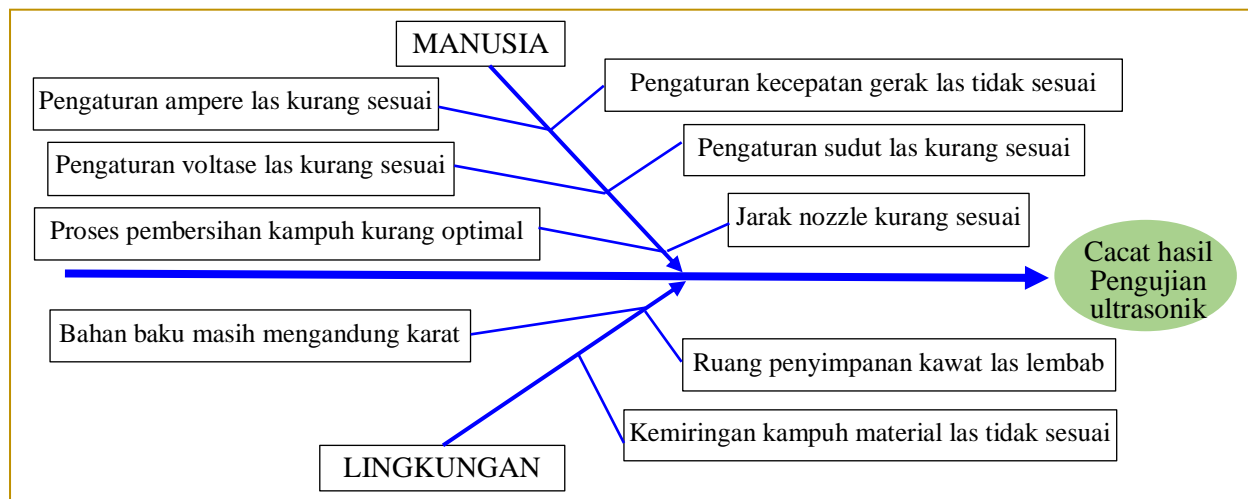 MANUSIA
Pengaturan ampere las kurang sesuai
Pengaturan kecepatan gerak las tidak sesuai
Pengaturan voltase las kurang sesuai
Pengaturan sudut las kurang sesuai
Proses pembersihan kampuh kurang optimal
Jarak nozzle kurang sesuai
Cacat hasil
Pengujian
ultrasonik
Bahan baku masih mengandung karat
Ruang penyimpanan kawat las lembab
Kemiringan kampuh material las tidak sesuai
LINGKUNGAN